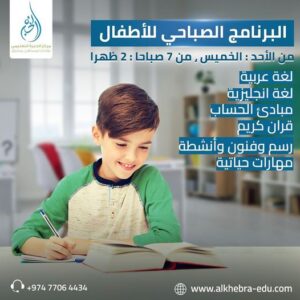 البرنامج الصباحي للأطفال
من الأحد : الخميس , من 7 صباحا : 2 ظهرا
لغة عربية
لغة انجليزية
مبادئ الحساب
قران كريم
رسم وفنون وأنشطة
مهارات حياتية
+974 7706 4434
www.alkhebra-edu.com